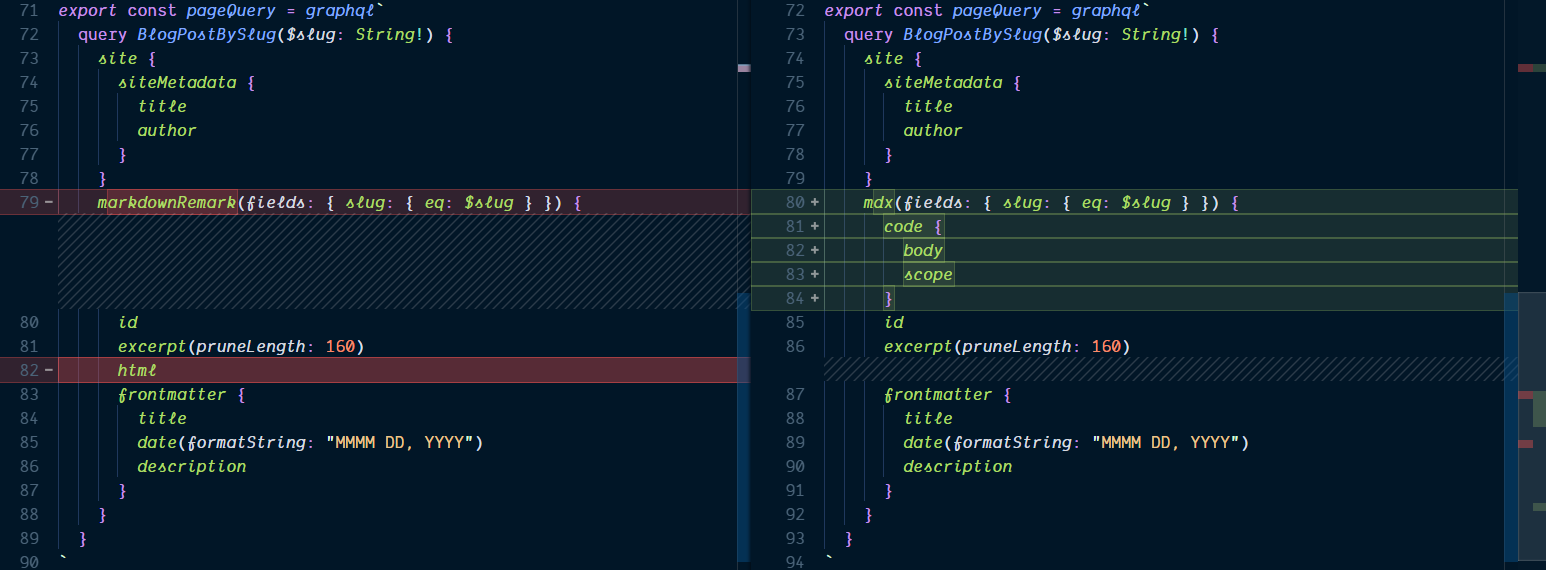 71 export const pageQuery = graphql`
72 query BlogPostBySlug($slug: String!) {
73 site {
74 siteMetadata {
75 title
76 author
77 }
78 }
79 - markdownRemark(fields: { slug: { eq: $slug } }) {
80 id
81 excerpt(pruneLength: 160)
82 - html
83 frontmatter {
84 title
85 date(formatString: "MMMM DD, YYYY")
86 description
87 }
88 }
89 }
90 `
72 export const pageQuery = graphql`
73 query BlogPostBySlug($slug: String!) {
74 site {
75 siteMetadata {
76 title
77 author
78 }
79 }
80 + mdx(fields: { slug: { eq: $slug } }) {
81 + code {
82 + body
83 + scope
84 + }
85 id
86 excerpt(pruneLength: 160)
87 frontmatter {
88 title
89 date(formatString: "MMMM DD, YYYY")
90 description
91 }
92 }
93 }
94 `